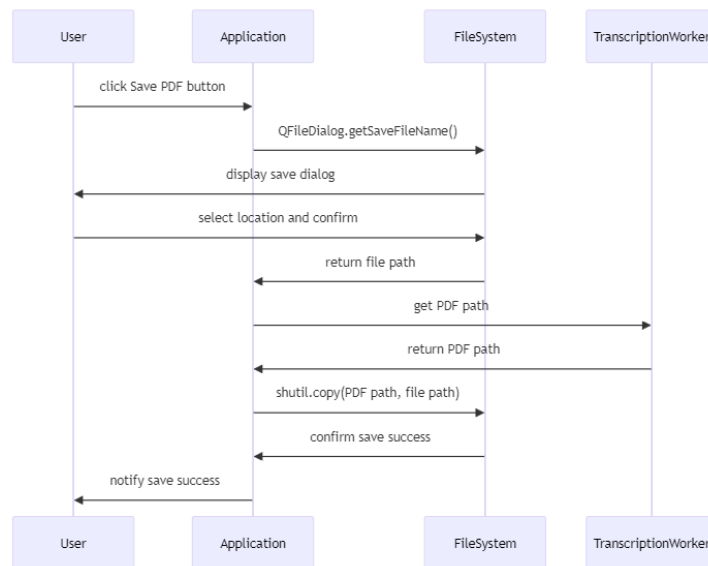 User Application FileSystem TranscriptionWorker
click Save PDF button
QFileDialog.getSaveFileName()
display save dialog
select location and confirm
return file path
get PDF path
return PDF path
shutil.copy(PDF path, file path)
confirm save success
notify save success
User Application FileSystem TranscriptionWorker